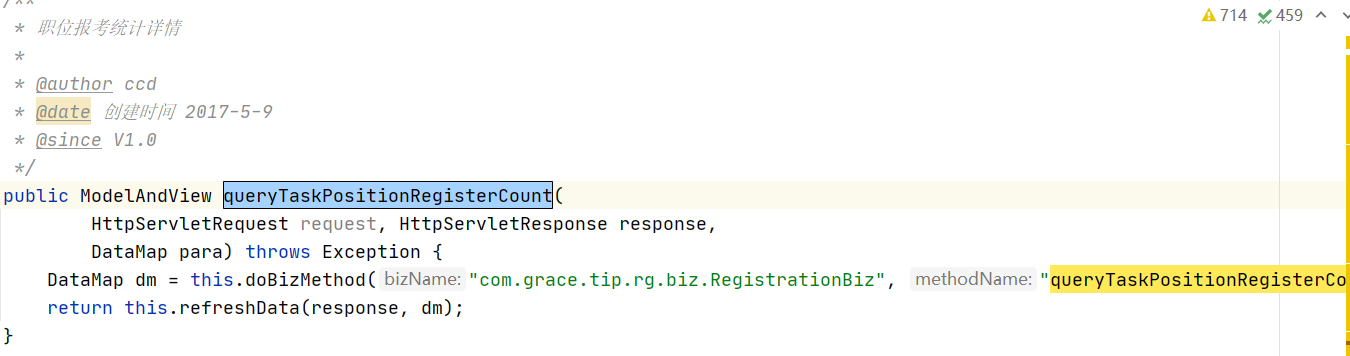 /**
714 459
* 职位报考统计详情
*
* @author ccd
* @date 创建时间 2017-5-9
* @since V1.0
*/
public ModelAndView queryTaskPositionRegisterCount(
HttpServletRequest request, HttpServletResponse response,
DataMap para) throws Exception {
DataMap dm = this.doBizMethod( bizName: "com.grace.tip.rg.biz.RegistrationBiz", methodName: "queryTaskPositionRegisterCo
return this.refreshData(response, dm);
}